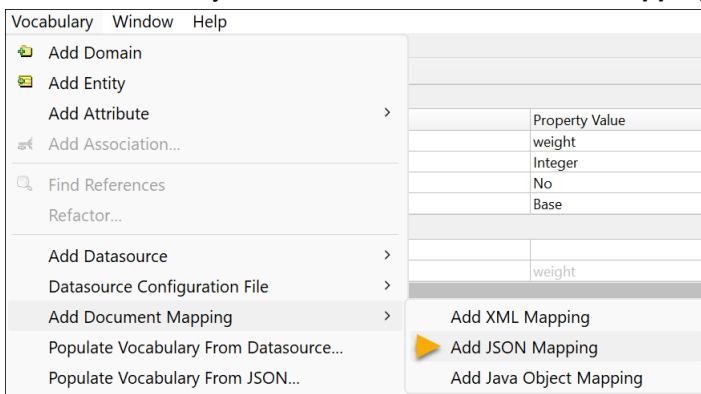 Vocabulary Window Help
Add Domain
Add Entity
Add Attribute
Add Association...
Find References
Refactor...
Add Datasource
Datasource Configuration File
Add Document Mapping
Populate Vocabulary From Datasource...
Populate Vocabulary From JSON...
Property Value
weight
Integer
No
Base
weight
Add XML Mapping
Add JSON Mapping
Add Java Object Mapping